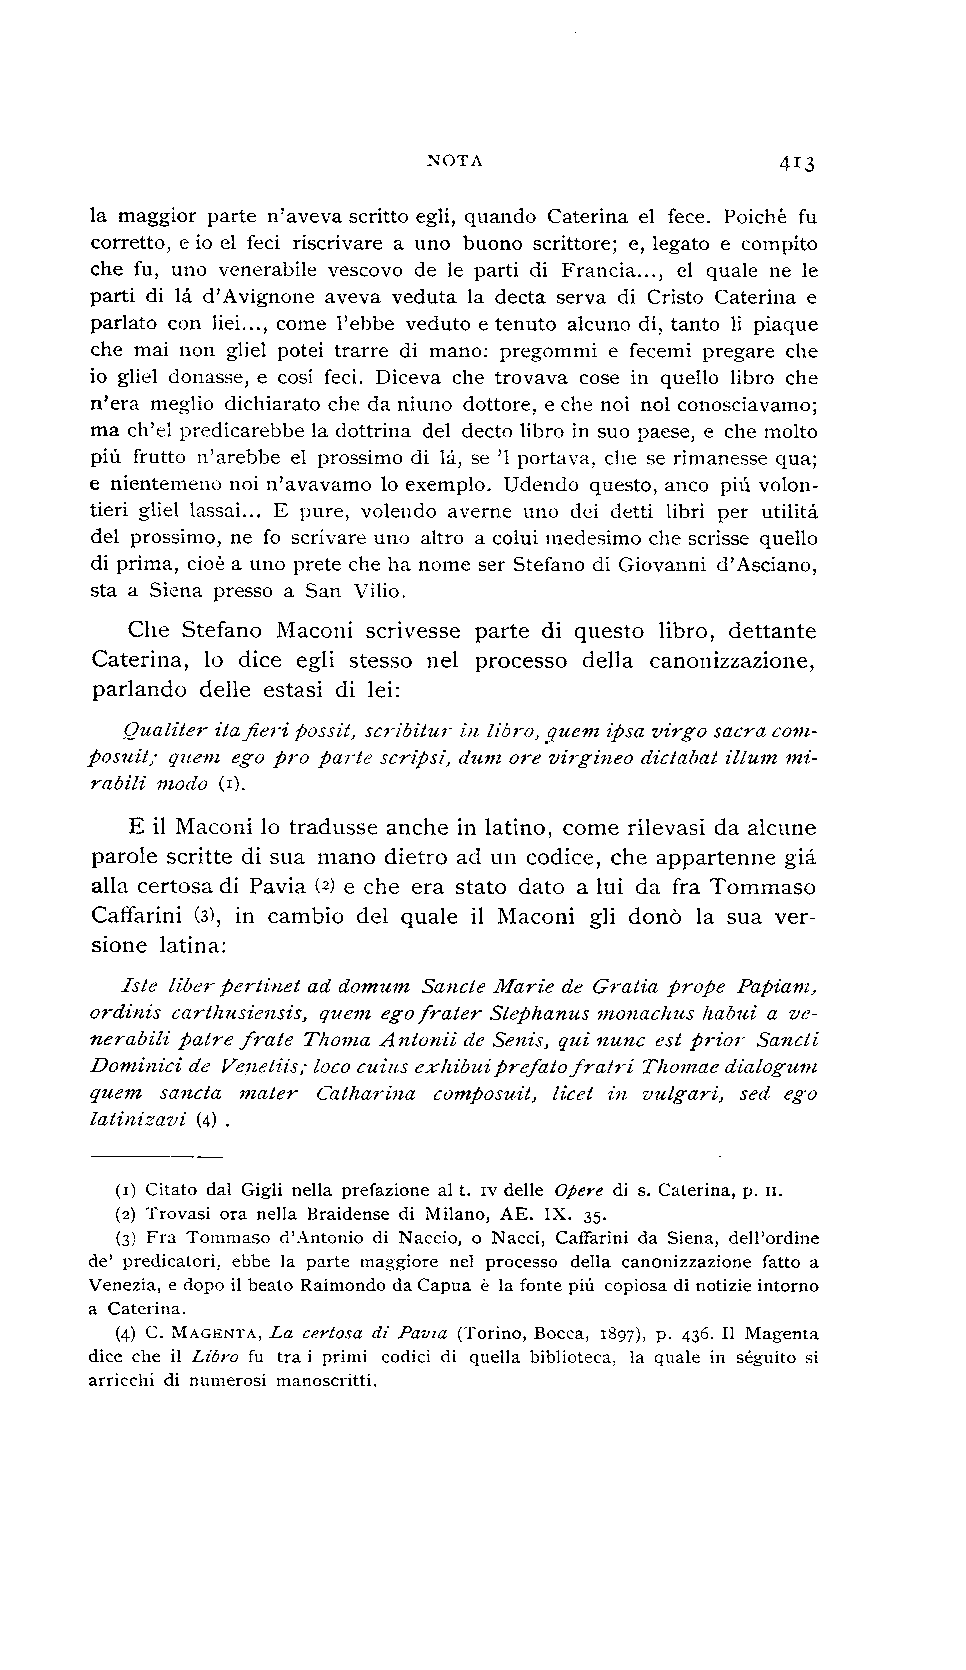 NOTA 413
la maggior parte n'aveva scritto egli, quando Caterina el fece. Poiché fu
corretto, e io el feci riscrivare a uno buono scrittore; e, legato e compito
che fu, uno venerabile vescovo de le parti di Francia..., el quale ne le
parti di lá d'Avignone aveva veduta la decta serva di Cristo Caterina e
parlato con liei..., come l'ebbe veduto e tenuto alcuno dí, tanto li piaque
che mai non gliel potei trarre di mano: pregommi e fecemi pregare che
io gliel donasse, e cosí feci. Diceva che trovava cose in quello libro che
n'era meglio dichiarato che da niuno dottore, e che noi nol conosciavamo;
ma ch'el predicarebbe la dottrina del decto libro in suo paese, e che molto
piú frutto n'arebbe el prossimo di lá, se 'l portava, che se rimanesse qua;
e nientemeno noi n'avavamo lo exemplo. Udendo questo, anco piú volon-
tieri gliel lassai... E pure, volendo averne uno dei detti libri per utilitá
del prossimo, ne fo scrivare uno altro a colui medesimo che scrisse quello
di prima, cioè a uno prete che ha nome ser Stefano di Giovanni d'Asciano,
sta a Siena presso a San Vilio.
Che Stefano Maconi scrivesse parte di questo libro, dettante
Caterina, lo dice egli stesso nel processo della canonizzazione,
parlando delle estasi di lei:
Qualiter ita fieri possit, scribitur in libro, quem ipsa virgo sacra com-
posuit; quem ego pro parte scripsi, dum ore virgineo dictabat illum mi-
rabili modo (1).
E il Maconi lo tradusse anche in latino, come rilevasi da alcune
parole scritte di sua mano dietro ad un codice, che appartenne giá
alla certosa di Pavia (2) e che era stato dato a lui da fra Tommaso
Caffarini (3), in cambio del quale il Maconi gli donò la sua ver-
sione latina:
Iste liber pertinet ad domum Sancte Marie de Gratia prope Papiam,
ordinis carthusiensis, quem ego frater Stephanus monachus habui a ve-
nerabili patre frate Thoma Antonii de Senis, qui nunc est prior Sancti
Dominici de Venetiis; loco cuius exhibui prefato fratri Thomae dialogum
quem sancta mater Catharina composuit, licet in vulgari, sed ego
latinizavi (4) .
(1) Citato dal Gigli nella prefazione al t. IV delle Opere di s. Caterina, p. II.
(2) Trovasi ora nella Braidense di Milano, AE. IX. 35.
(3) Fra Tommaso d'Antonio di Naccio, o Nacci, Caffarini da Siena, dell'ordine
de' predicatori, ebbe la parte maggiore nel processo della canonizzazione fatto a
Venezia, e dopo il beato Raimondo da Capua è la fonte piú copiosa di notizie intorno
a Caterina.
(4) C. MAGENTA, La certosa di Pavia (Torino, Bocca, 1897), p. 436. Il Magenta
dice che il Libro fu tra i primi codici di quella biblioteca, la quale in séguito si
arricchí di numerosi manoscritti.